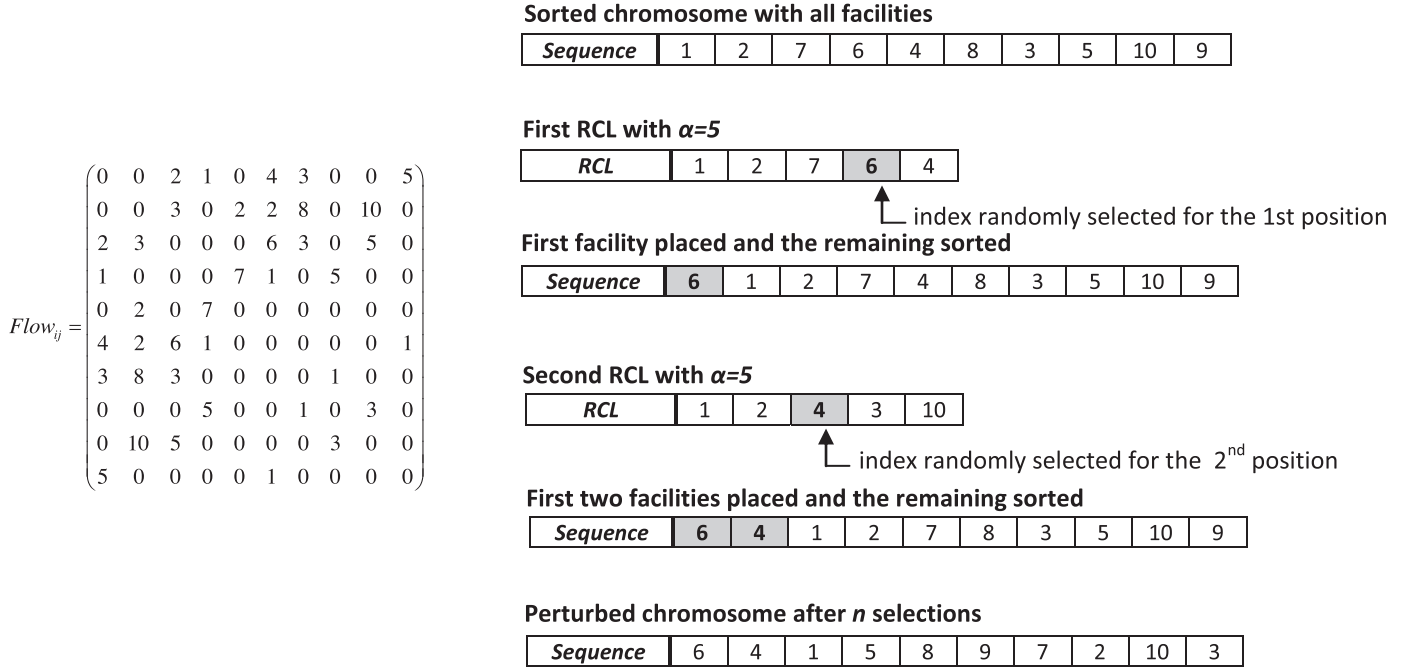 Sorted chromosome with all facilities
Sequence 1 2 7 6 4 8 3 5 10 9
First RCL with α=5
RCL 1 2 7 6 4
index randomly selected for the 1st position
First facility placed and the remaining sorted
Sequence 6 1 2 7 4 8 3 5 10 9
Second RCL with α=5
RCL 1 2 4 3 10
index randomly selected for the 2nd position
First two facilities placed and the remaining sorted
Sequence 6 4 1 2 7 8 3 5 10 9
Perturbed chromosome after n selections
Sequence 6 4 1 5 8 9 7 2 10 3
Flow_ij =
0 0 2 1 0 4 3 0 0 5
0 0 3 0 2 2 8 0 10 0
2 3 0 0 0 6 3 0 5 0
1 0 0 0 7 1 0 5 0 0
0 2 0 7 0 0 0 0 0 0
4 2 6 1 0 0 0 0 0 1
3 8 3 0 0 0 0 1 0 0
0 0 0 5 0 0 1 0 3 0
0 10 5 0 0 0 0 3 0 0
5 0 0 0 0 1 0 0 0 0